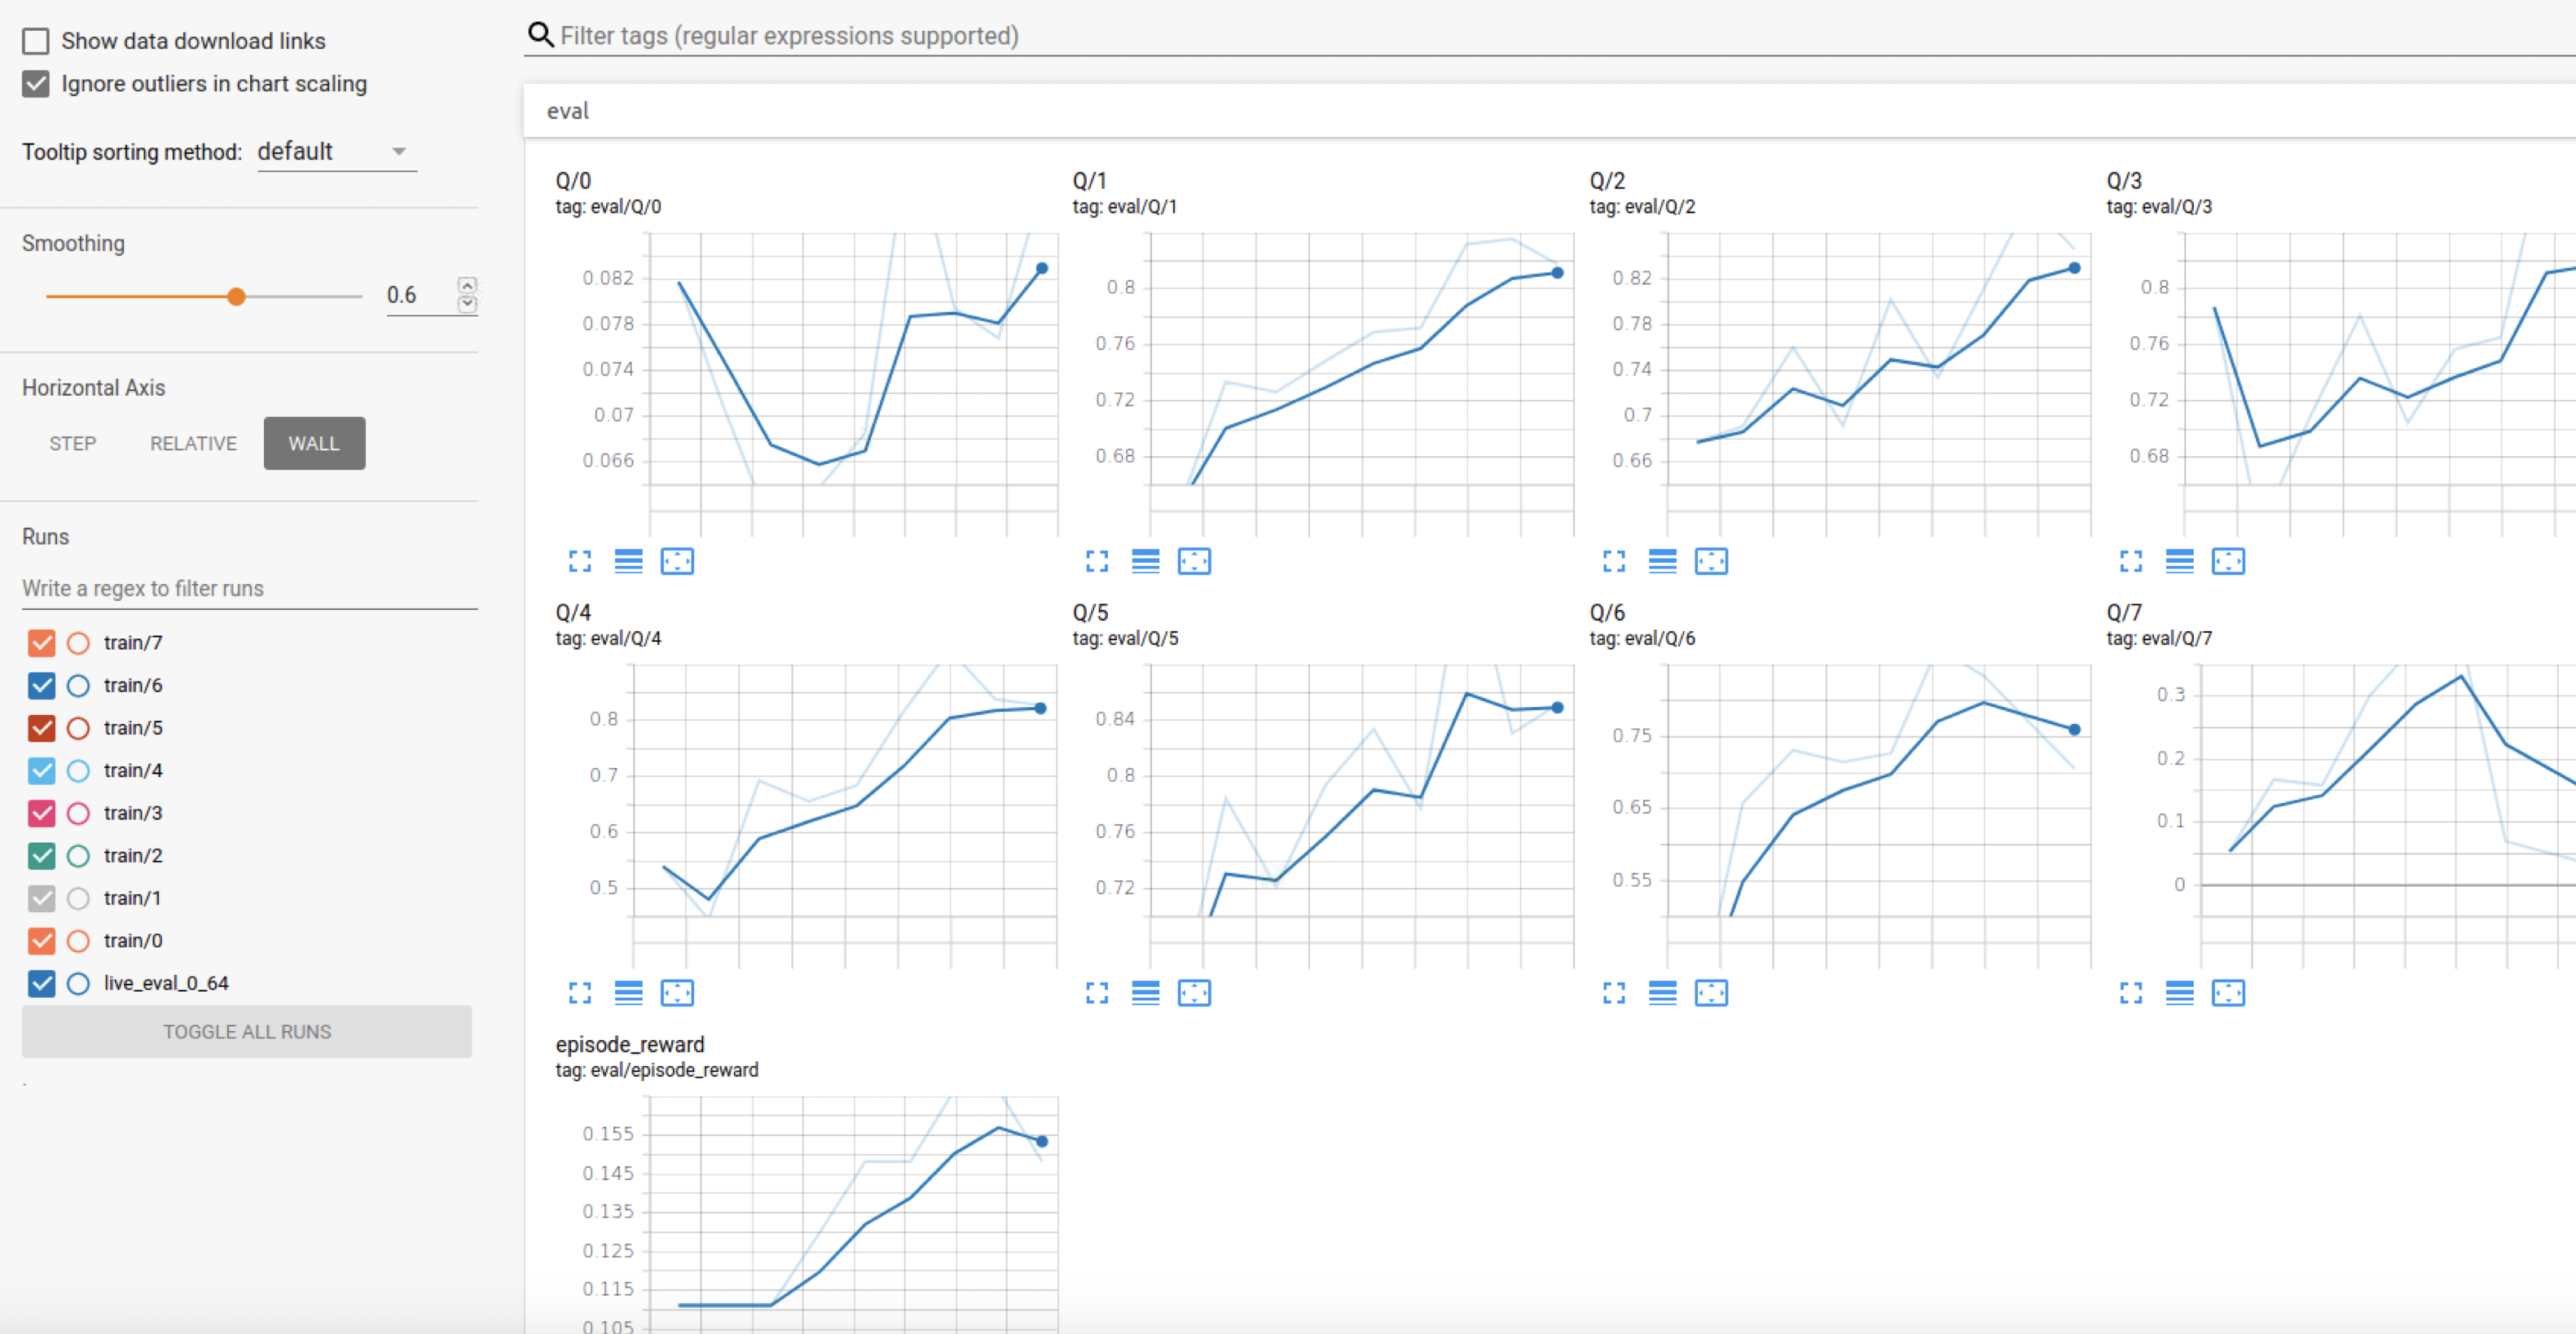 Show data download links
Ignore outliers in chart scaling
Tooltip sorting method: default
Smoothing
0.6
Horizontal Axis
STEP RELATIVE WALL
Runs
Write a regex to filter runs
train/7
train/6
train/5
train/4
train/3
train/2
train/1
train/0
live_eval_0_64
TOGGLE ALL RUNS
.
Filter tags (regular expressions supported)
eval
Q/0
tag: eval/Q/0
0.082
0.078
0.074
0.07
0.066
Q/1
tag: eval/Q/1
0.8
0.76
0.72
0.68
Q/2
tag: eval/Q/2
0.82
0.78
0.74
0.7
0.66
Q/3
tag: eval/Q/3
0.8
0.76
0.72
0.68
Q/4
tag: eval/Q/4
0.8
0.7
0.6
0.5
Q/5
tag: eval/Q/5
0.84
0.8
0.76
0.72
Q/6
tag: eval/Q/6
0.75
0.65
0.55
Q/7
tag: eval/Q/7
0.3
0.2
0.1
0
episode_reward
tag: eval/episode_reward
0.155
0.145
0.135
0.125
0.115
0.105